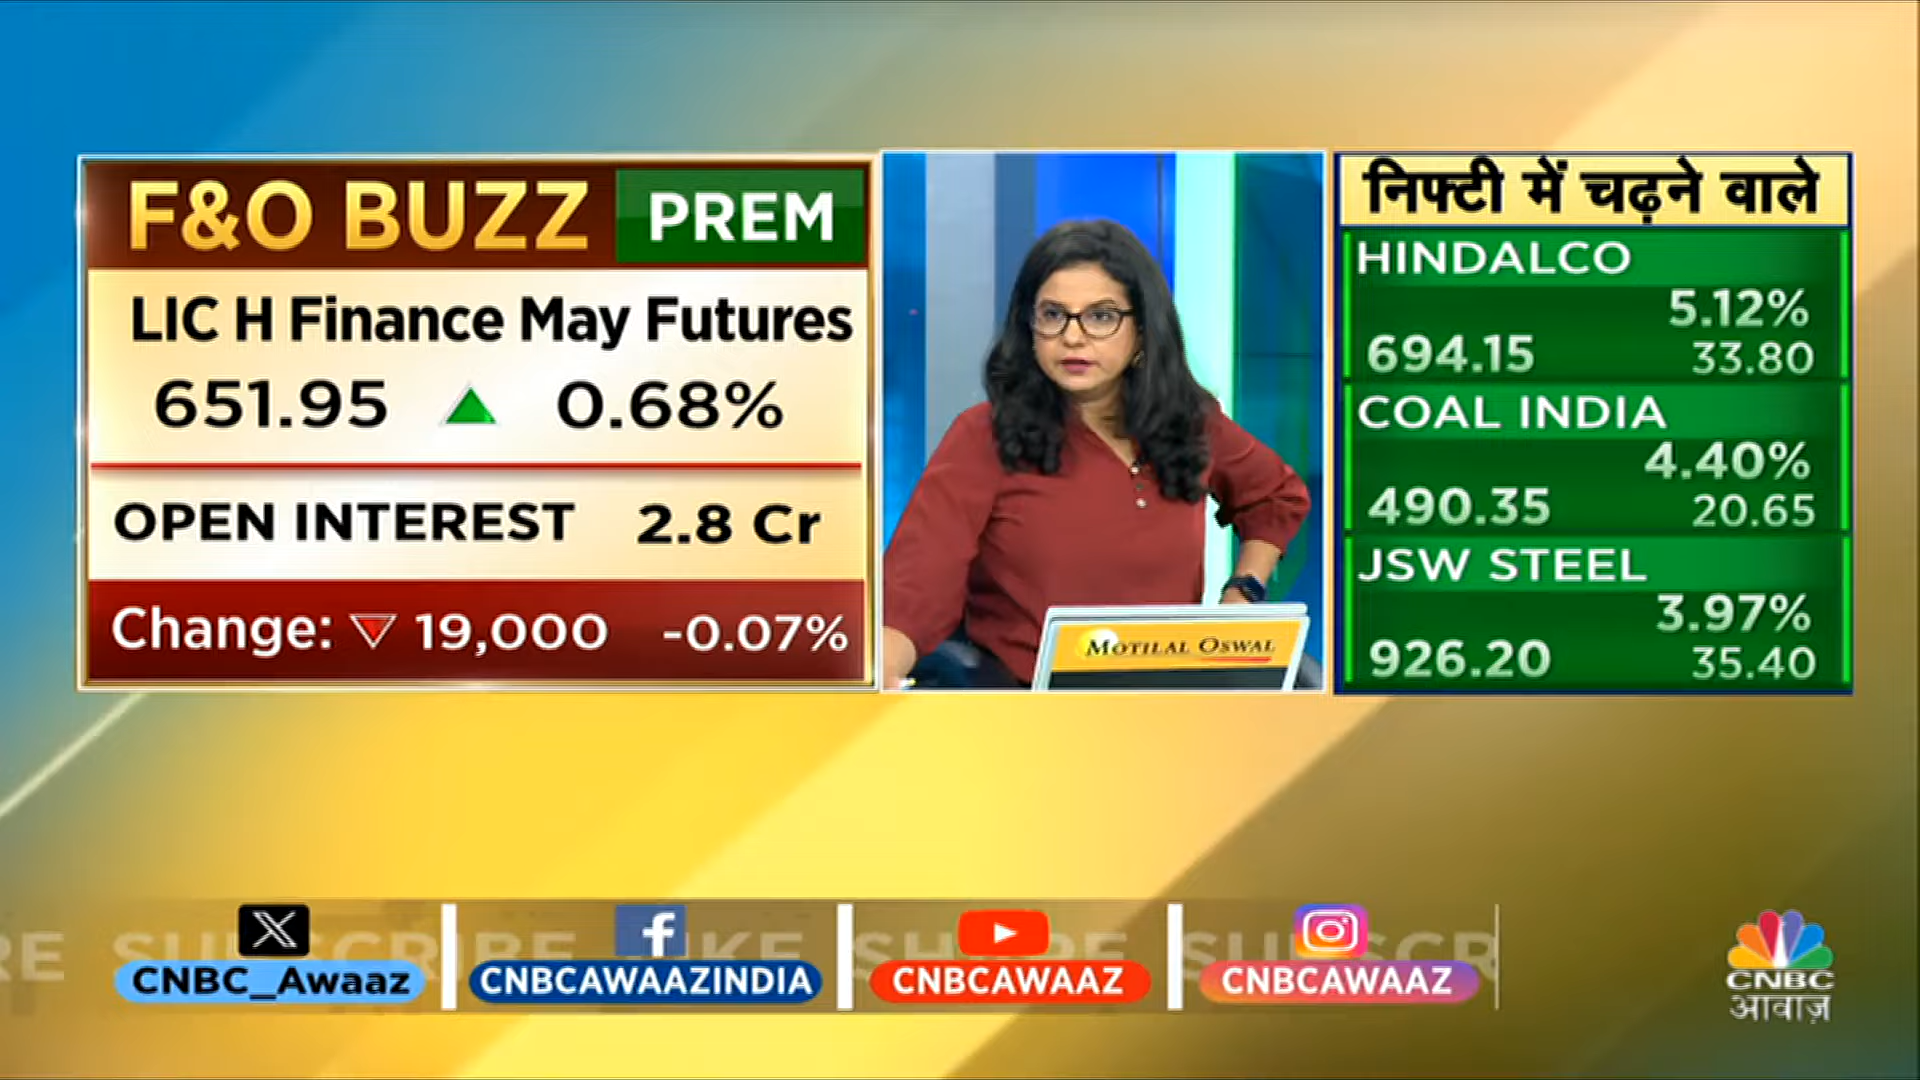 F&O BUZZ PREM
LIC H Finance May Futures
651.95 ▲ 0.68%
OPEN INTEREST 2.8 Cr
Change: ▽ 19,000 -0.07%
MOTILAL OSWAL
निफ्टी में चढ़ने वाले
HINDALCO
5.12%
694.15 33.80
COAL INDIA
4.40%
490.35 20.65
JSW STEEL
3.97%
926.20 35.40
CNBC_Awaaz
CNBCAWAAZINDIA
CNBCAWAAZ
CNBCAWAAZ
CNBC
आवाज़